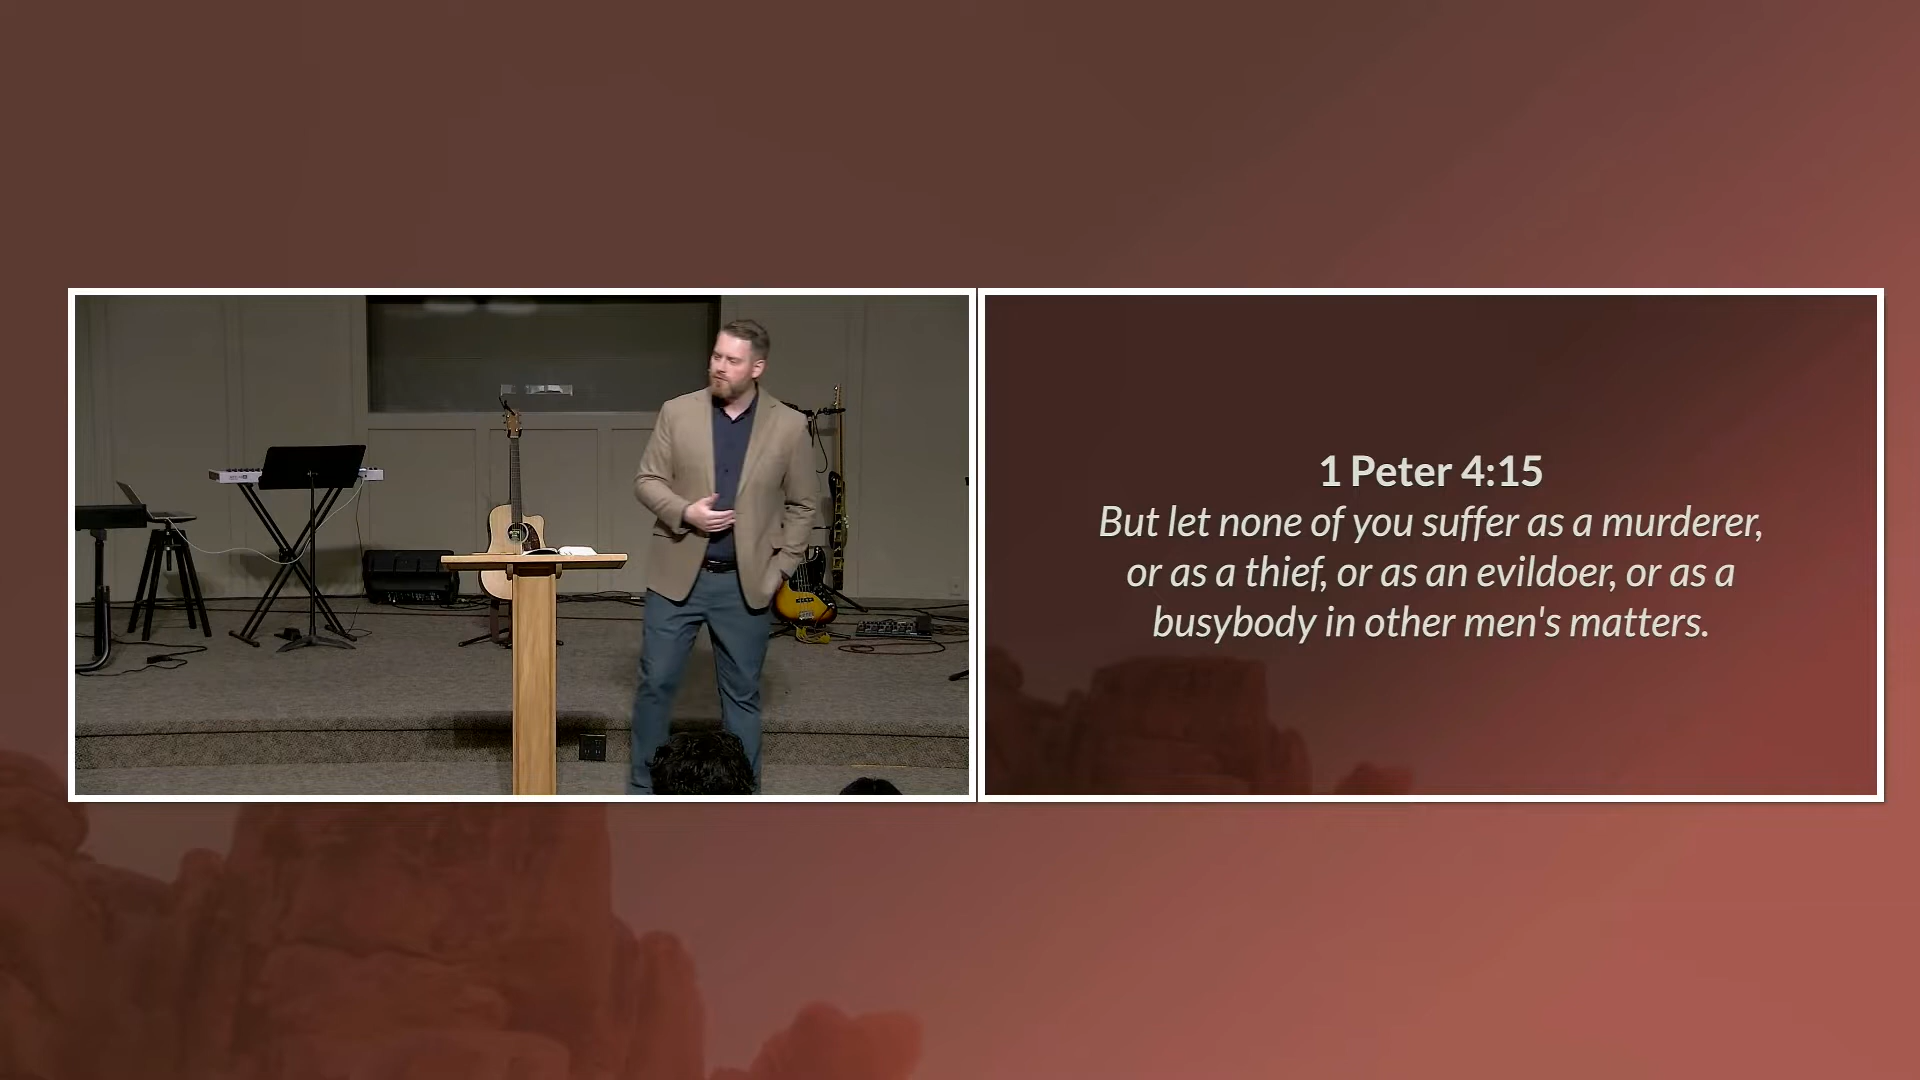 1 Peter 4:15
But let none of you suffer as a murderer,
or as a thief, or as an evildoer, or as a
busybody in other men's matters.